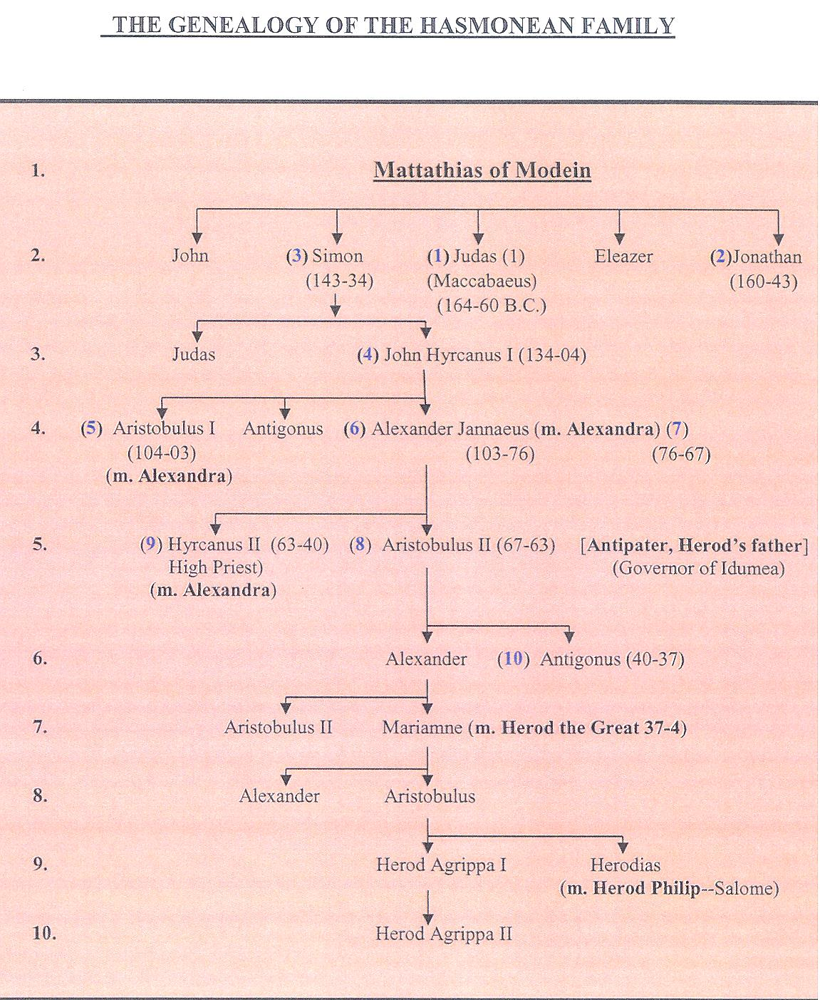 THE GENEALOGY OF THE HASMONEAN FAMILY
1. Mattathias of Modein
2. John (3) Simon (1) Judas (1) Eleazer (2)Jonathan
(143-34) (Maccabaeus) (160-43)
(164-60 B.C.)
3. Judas (4) John Hyrcanus I (134-04)
4. (5) Aristobulus I Antigonus (6) Alexander Jannaeus (m. Alexandra) (7)
(104-03) (103-76) (76-67)
(m. Alexandra)
5. (9) Hyrcanus II (63-40) (8) Aristobulus II (67-63) [Antipater, Herod's father]
High Priest) (Governor of Idumea)
(m. Alexandra)
6. Alexander (10) Antigonus (40-37)
7. Aristobulus II Mariamne (m. Herod the Great 37-4)
8. Alexander Aristobulus
9. Herod Agrippa I Herodias
(m. Herod Philip--Salome)
10. Herod Agrippa II